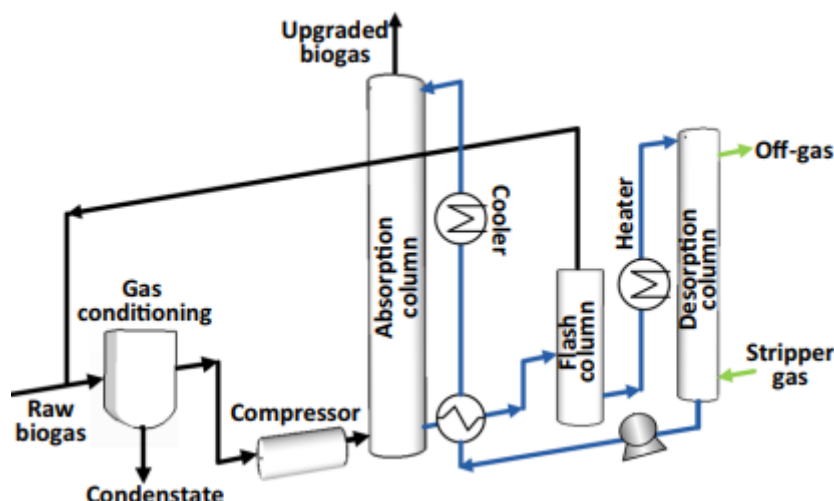 Upgraded
biogas
Absorption
column
Cooler
Flash
column
Heater
Desorption
column
Off-gas
Stripper
gas
Gas
conditioning
Raw
biogas
Compressor
Condenstate